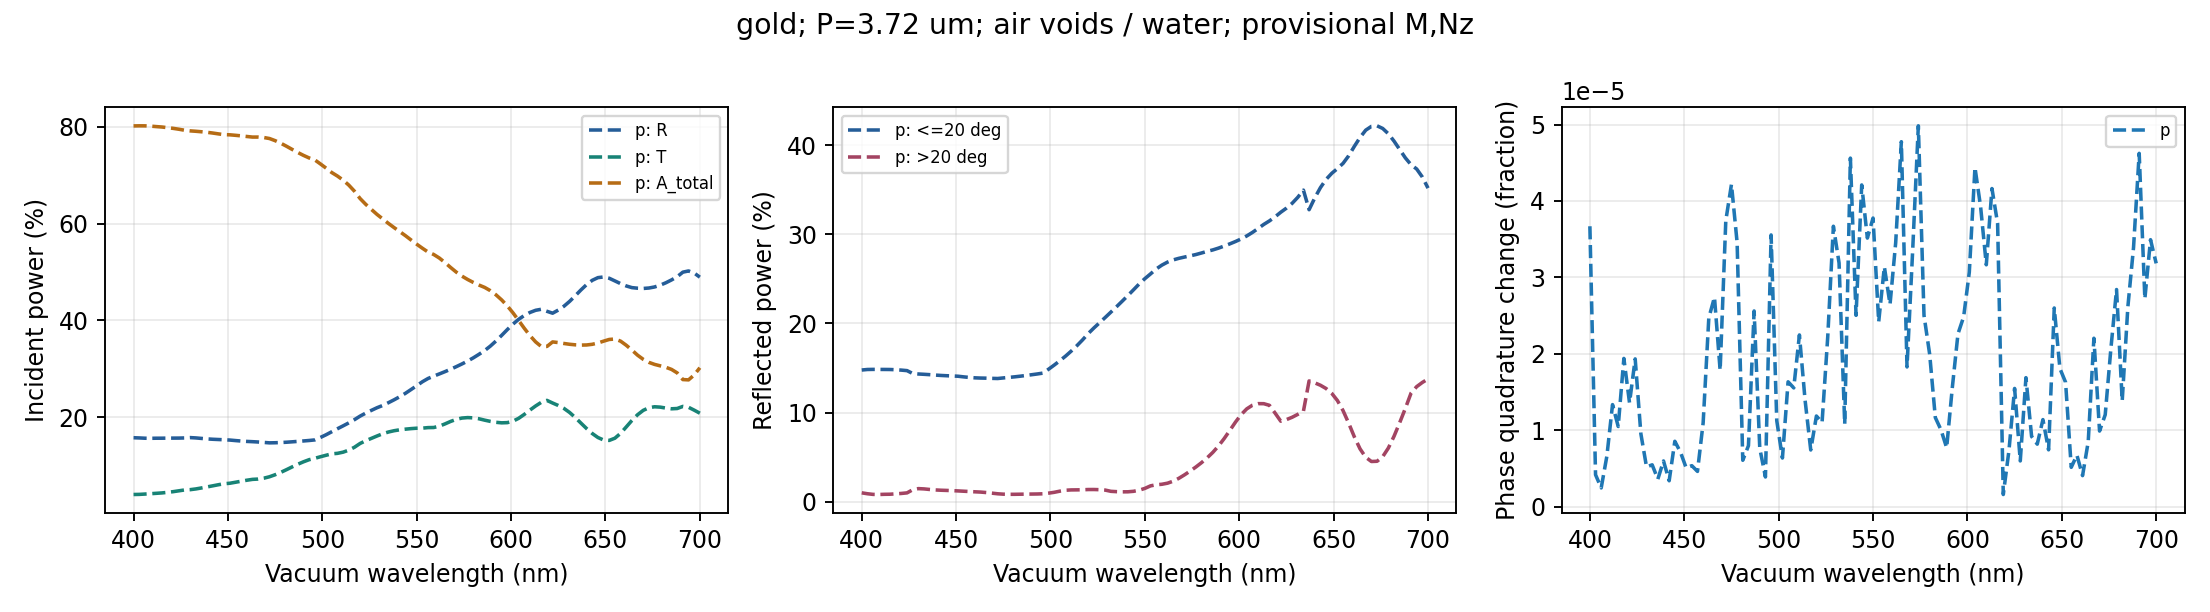 gold; P=3.72 um; air voids / water; provisional M,Nz
Incident power (%)
80
60
40
20
400 450 500 550 600 650 700
Vacuum wavelength (nm)
p: R
p: T
p: A_total
Reflected power (%)
40
30
20
10
0
400 450 500 550 600 650 700
Vacuum wavelength (nm)
p: <=20 deg
p: >20 deg
1e−5
Phase quadrature change (fraction)
5
4
3
2
1
0
400 450 500 550 600 650 700
Vacuum wavelength (nm)
p